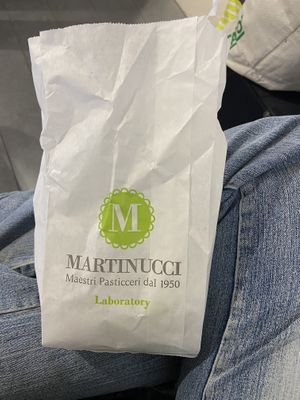 M
MARTINUCCI
Maestri Pasticceri dal 1950
Laboratory